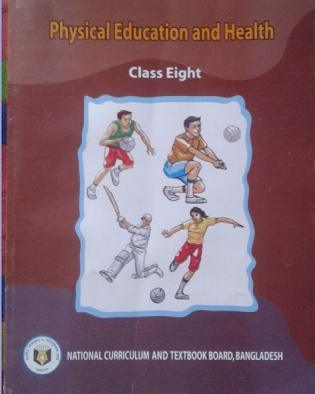 Physical Education and Health
Class Eight
NATIONAL CURRICULUM AND TEXTBOOK BOARD, BANGLADESH